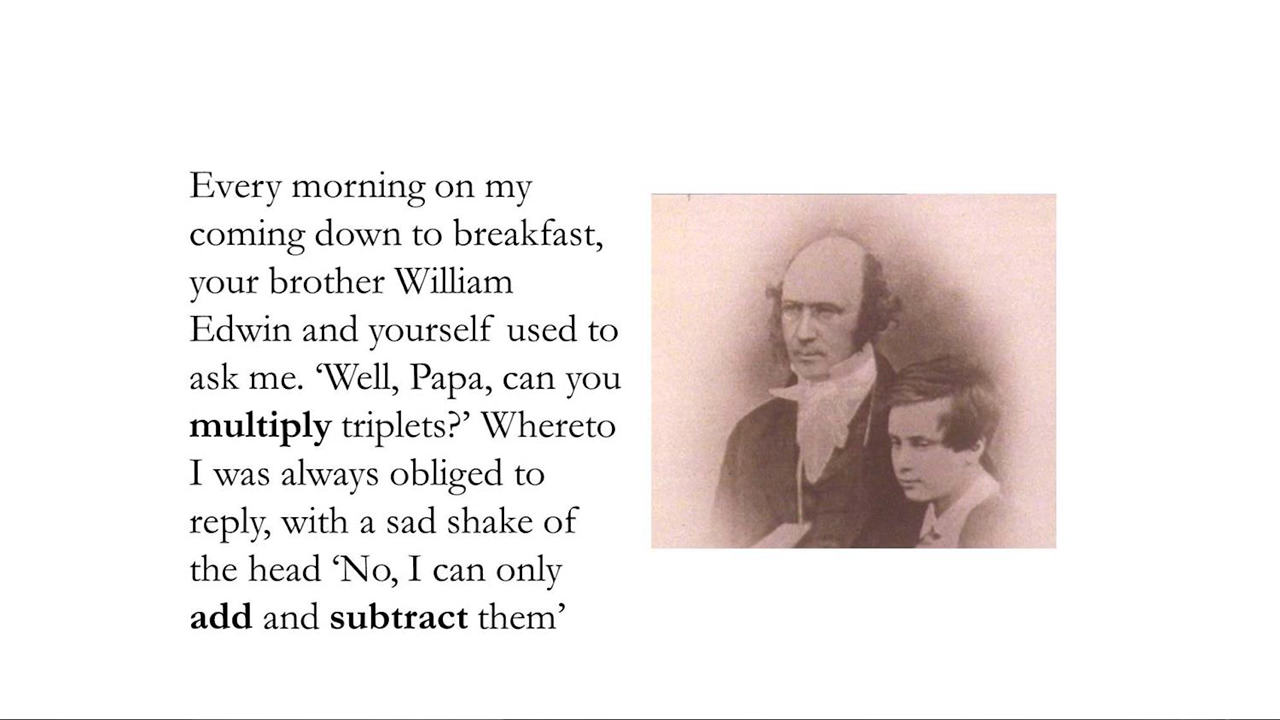 Every morning on my
coming down to breakfast,
your brother William
Edwin and yourself used to
ask me. ‘Well, Papa, can you
multiply triplets?’ Whereto
I was always obliged to
reply, with a sad shake of
the head ‘No, I can only
add and subtract them’